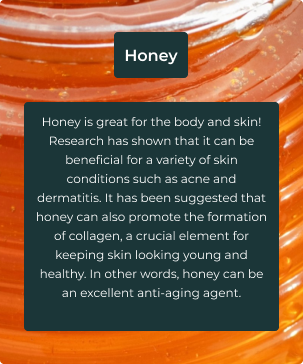 Honey
Honey is great for the body and skin!
Research has shown that it can be
beneficial for a variety of skin
conditions such as acne and
dermatitis. It has been suggested that
honey can also promote the formation
of collagen, a crucial element for
keeping skin looking young and
healthy. In other words, honey can be
an excellent anti-aging agent.